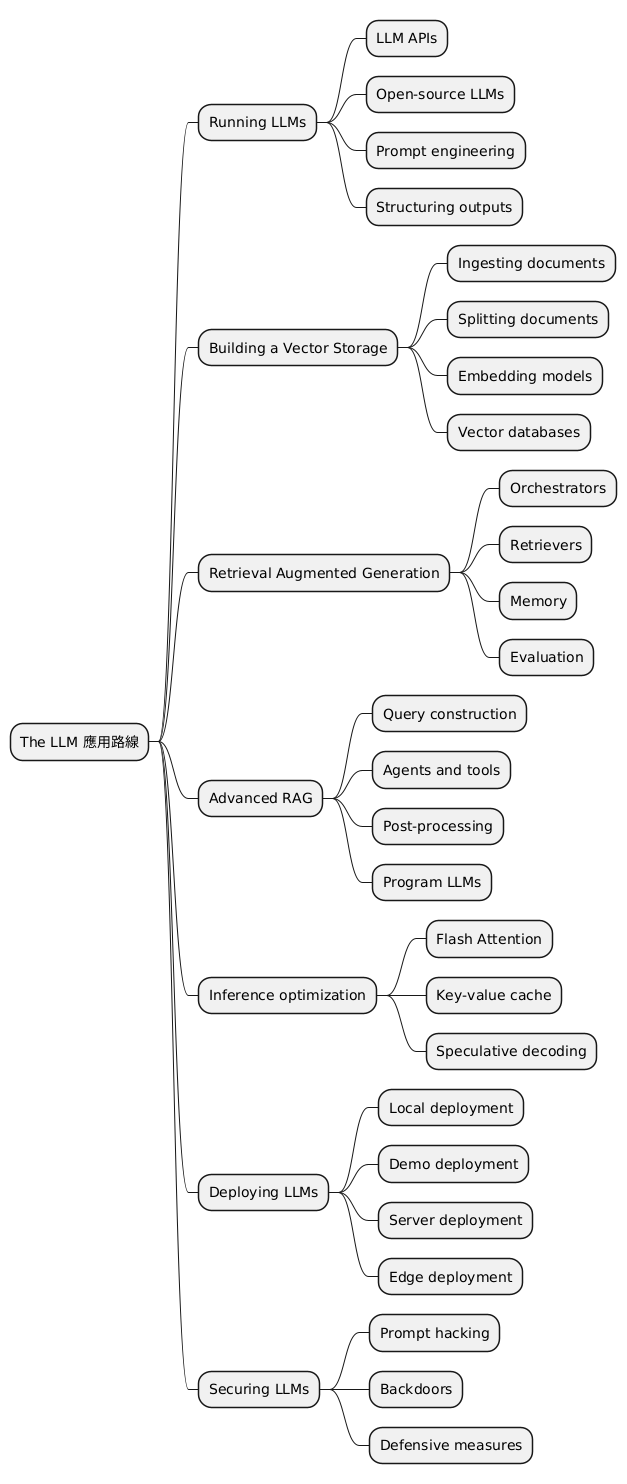 The LLM 應用路線
Running LLMs
LLM APIs
Open-source LLMs
Prompt engineering
Structuring outputs
Building a Vector Storage
Ingesting documents
Splitting documents
Embedding models
Vector databases
Retrieval Augmented Generation
Orchestrators
Retrievers
Memory
Evaluation
Advanced RAG
Query construction
Agents and tools
Post-processing
Program LLMs
Inference optimization
Flash Attention
Key-value cache
Speculative decoding
Deploying LLMs
Local deployment
Demo deployment
Server deployment
Edge deployment
Securing LLMs
Prompt hacking
Backdoors
Defensive measures